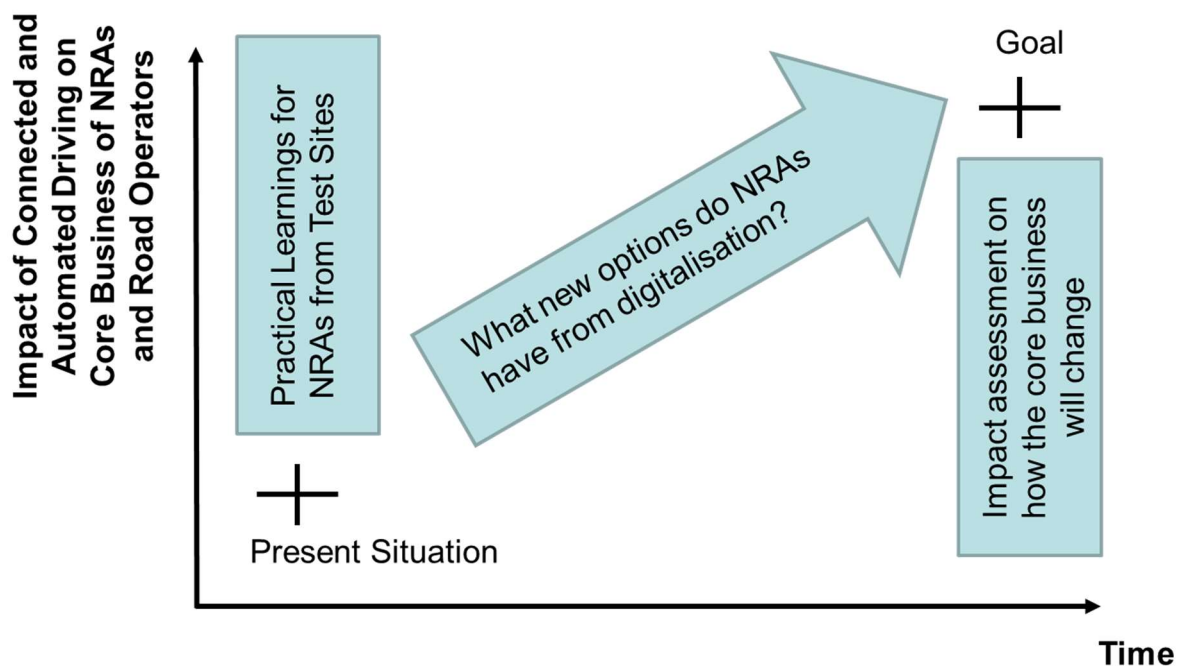 Impact of Connected and
Automated Driving on
Core Business of NRAs
and Road Operators
Practical Learnings for
NRAs from Test Sites
Present Situation
What new options do NRAs
have from digitalisation?
Goal
Impact assessment on
how the core business
will change
Time